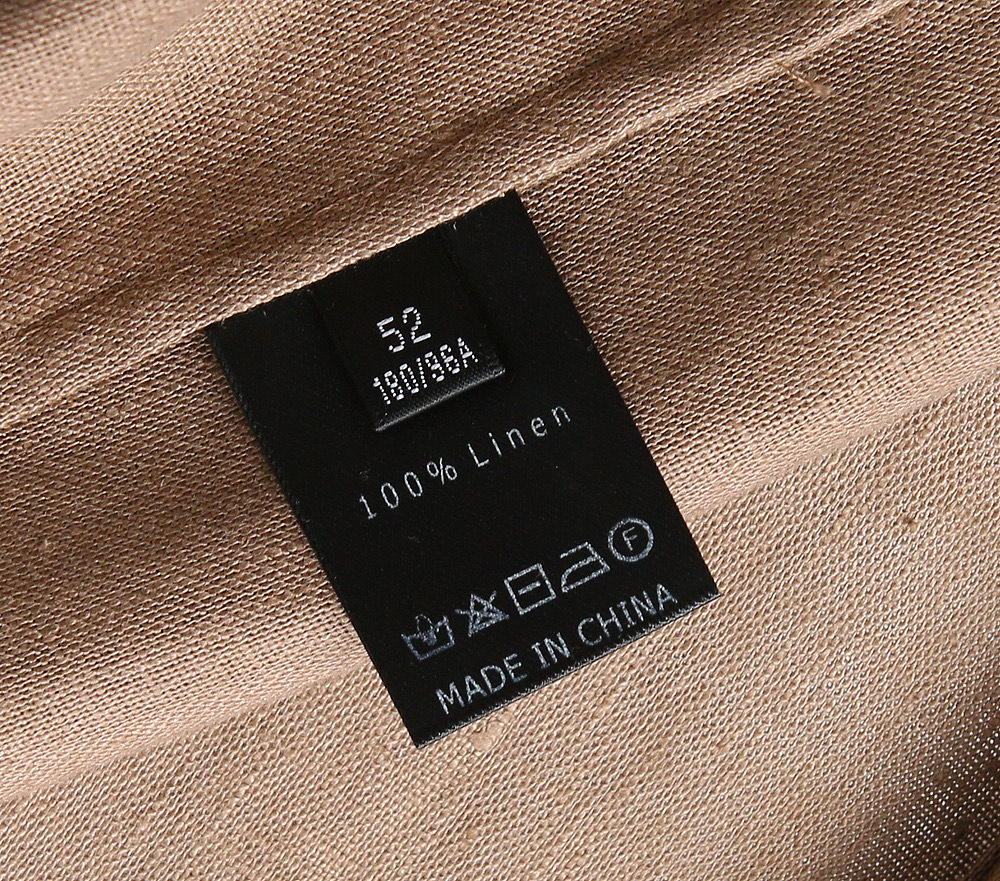 52
180/96A
100% Linen
F
MADE IN CHINA